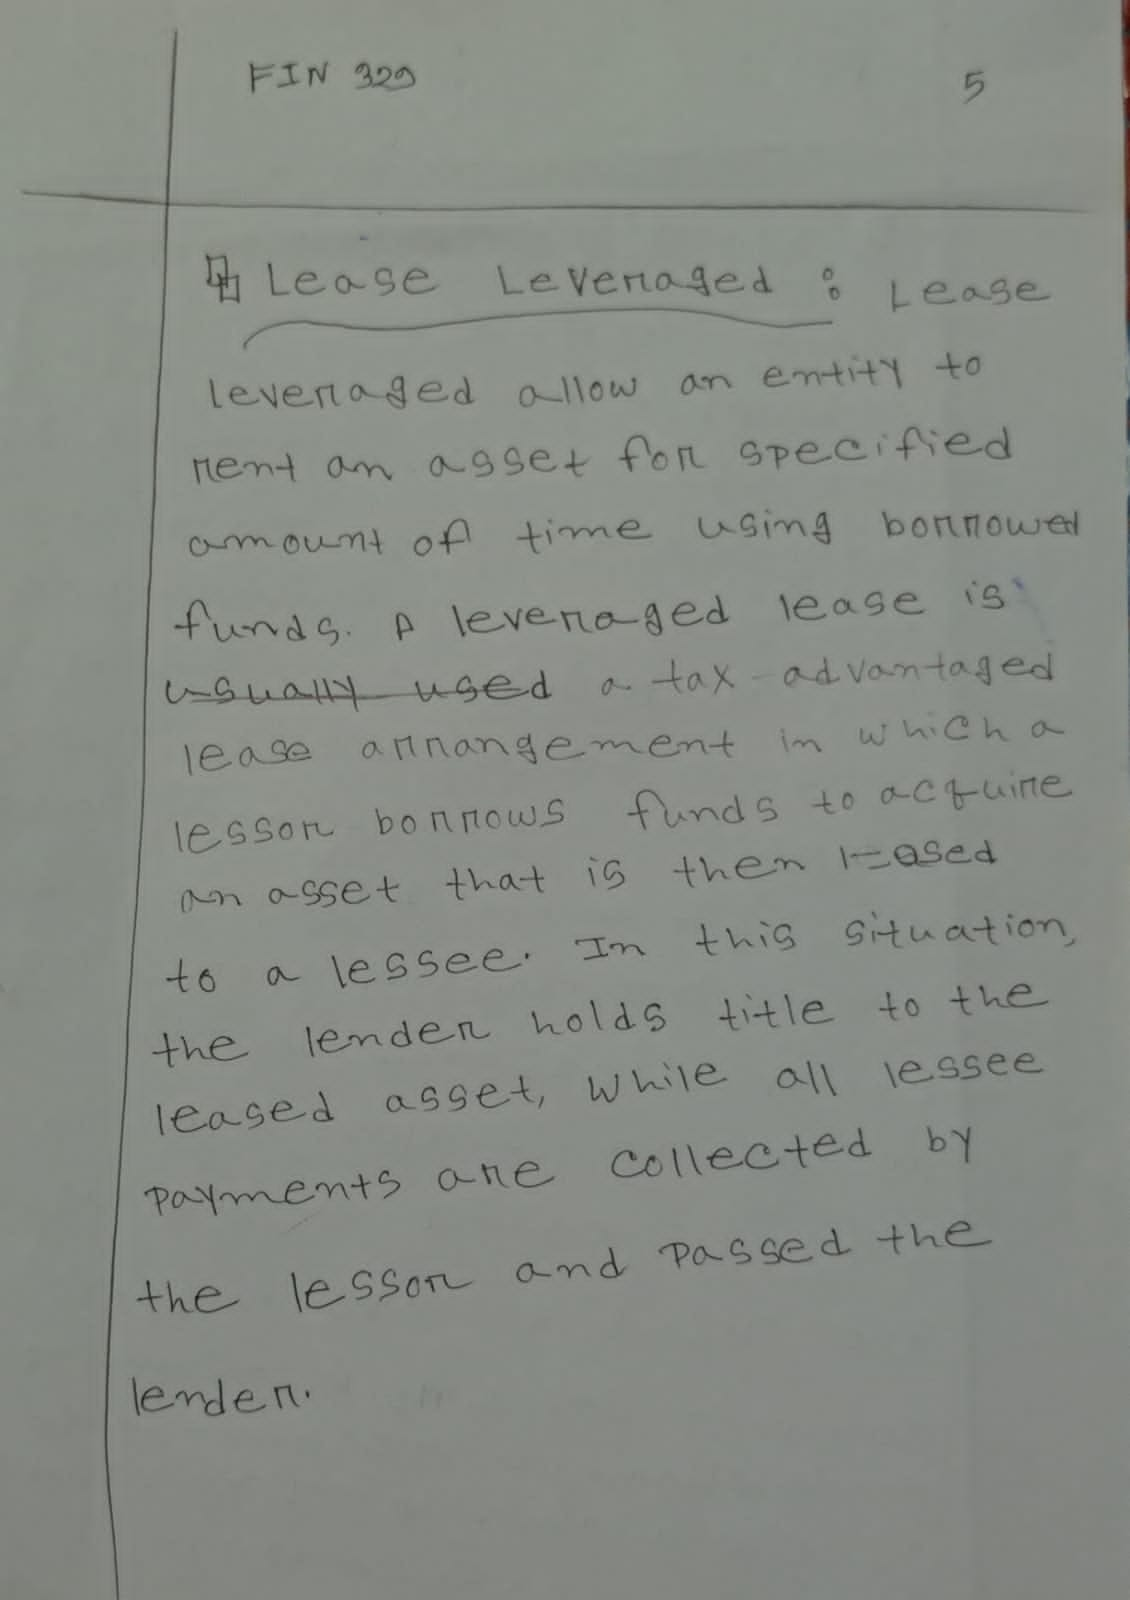 FIN 329
5
Lease Leveraged : Lease
leveraged allow an entity to
rent an asset for specified
amount of time using borrowed
funds. A leveraged lease is
usually used a tax-advantaged
lease arrangement in which a
lessor borrows funds to acquire
an asset that is then leased
to a lessee. In this situation,
the lender holds title to the
leased asset, while all lessee
payments are collected by
the lessor and passed the
lender.